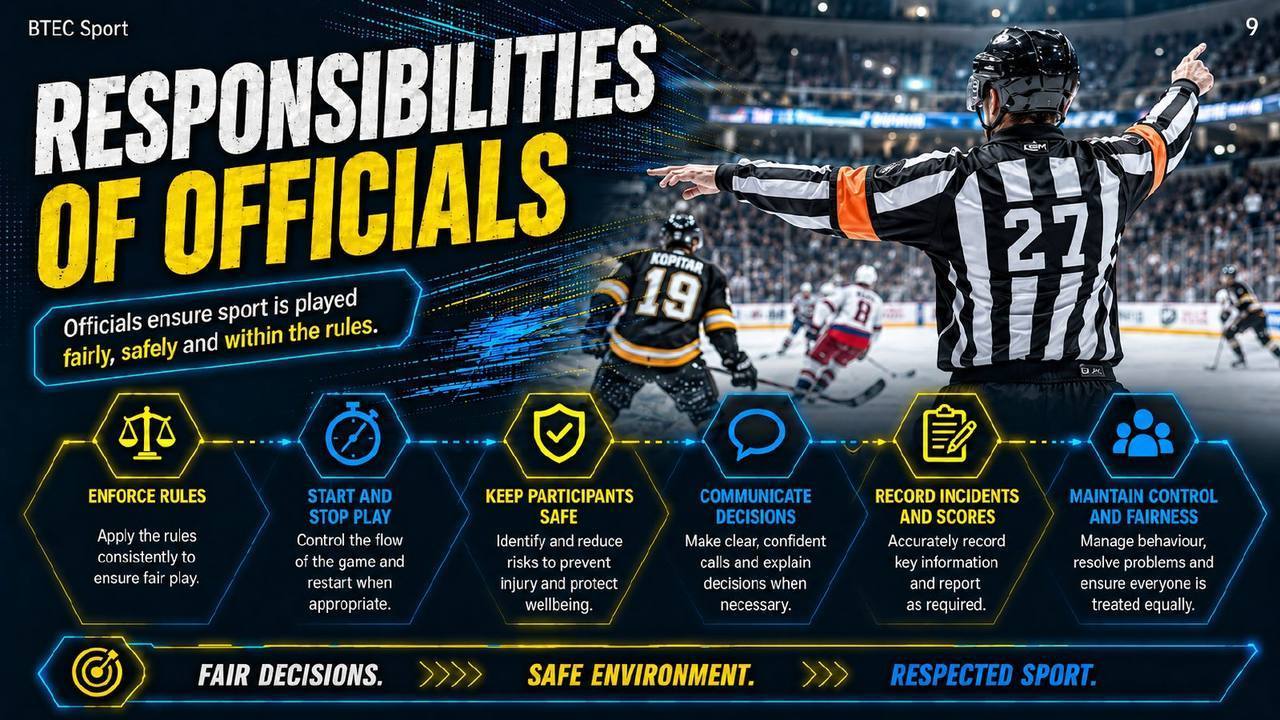 BTEC Sport
9
RESPONSIBILITIES
OF OFFICIALS
Officials ensure sport is played
fairly, safely and within the rules.
27
KOPITAR
19
8
ENFORCE RULES
Apply the rules
consistently to
ensure fair play.
START AND
STOP PLAY
Control the flow
of the game and
restart when
appropriate.
KEEP PARTICIPANTS
SAFE
Identify and reduce
risks to prevent
injury and protect
wellbeing.
COMMUNICATE
DECISIONS
Make clear, confident
calls and explain
decisions when
necessary.
RECORD INCIDENTS
AND SCORES
Accurately record
key information
and report
as required.
MAINTAIN CONTROL
AND FAIRNESS
Manage behaviour,
resolve problems and
ensure everyone is
treated equally.
FAIR DECISIONS.
SAFE ENVIRONMENT.
RESPECTED SPORT.